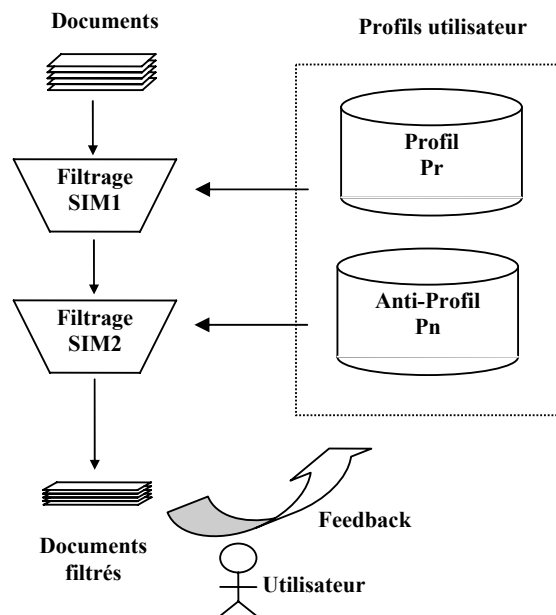 Documents
Profils utilisateur
Profil
Pr
Filtrage
SIM1
Anti-Profil
Pn
Filtrage
SIM2
Feedback
Documents
filtrés
Utilisateur